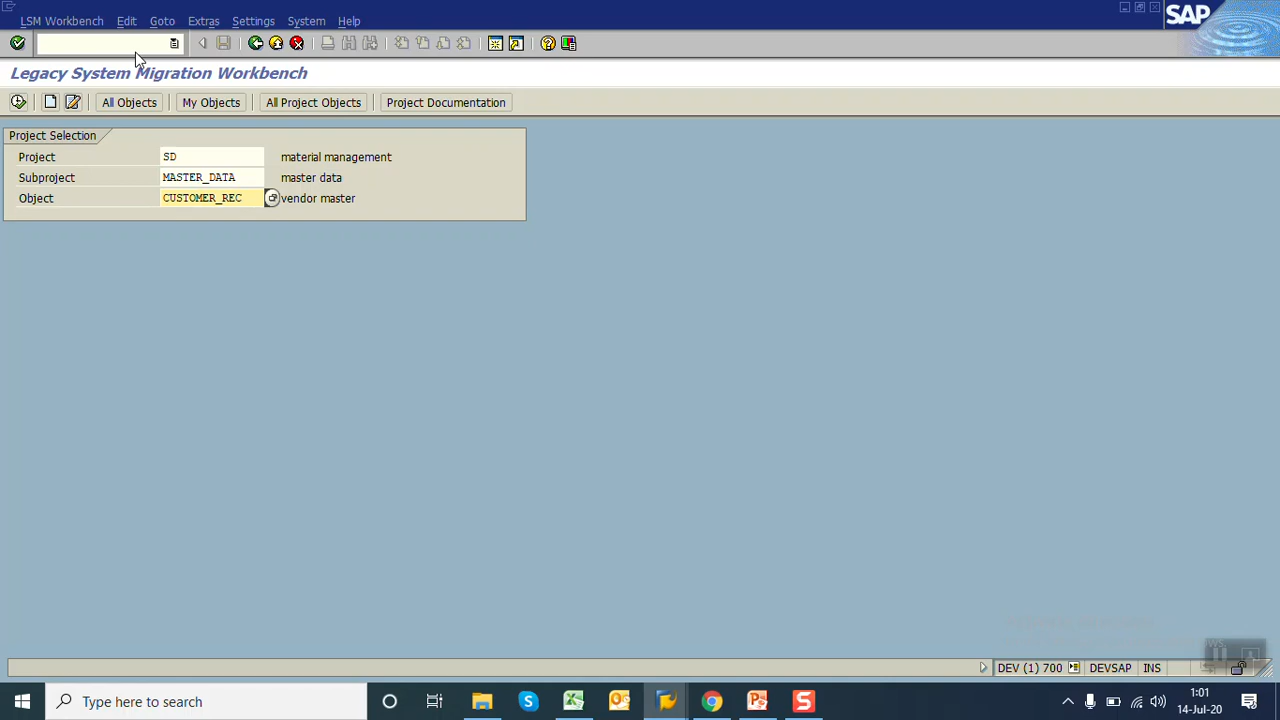 LSM Workbench Edit Goto Extras Settings System Help
SAP
Legacy System Migration Workbench
All Objects My Objects All Project Objects Project Documentation
Project Selection
Project SD material management
Subproject MASTER_DATA master data
Object CUSTOMER_REC vendor master
DEV (1) 700 DEVSAP INS
Type here to search
1:01
14-Jul-20